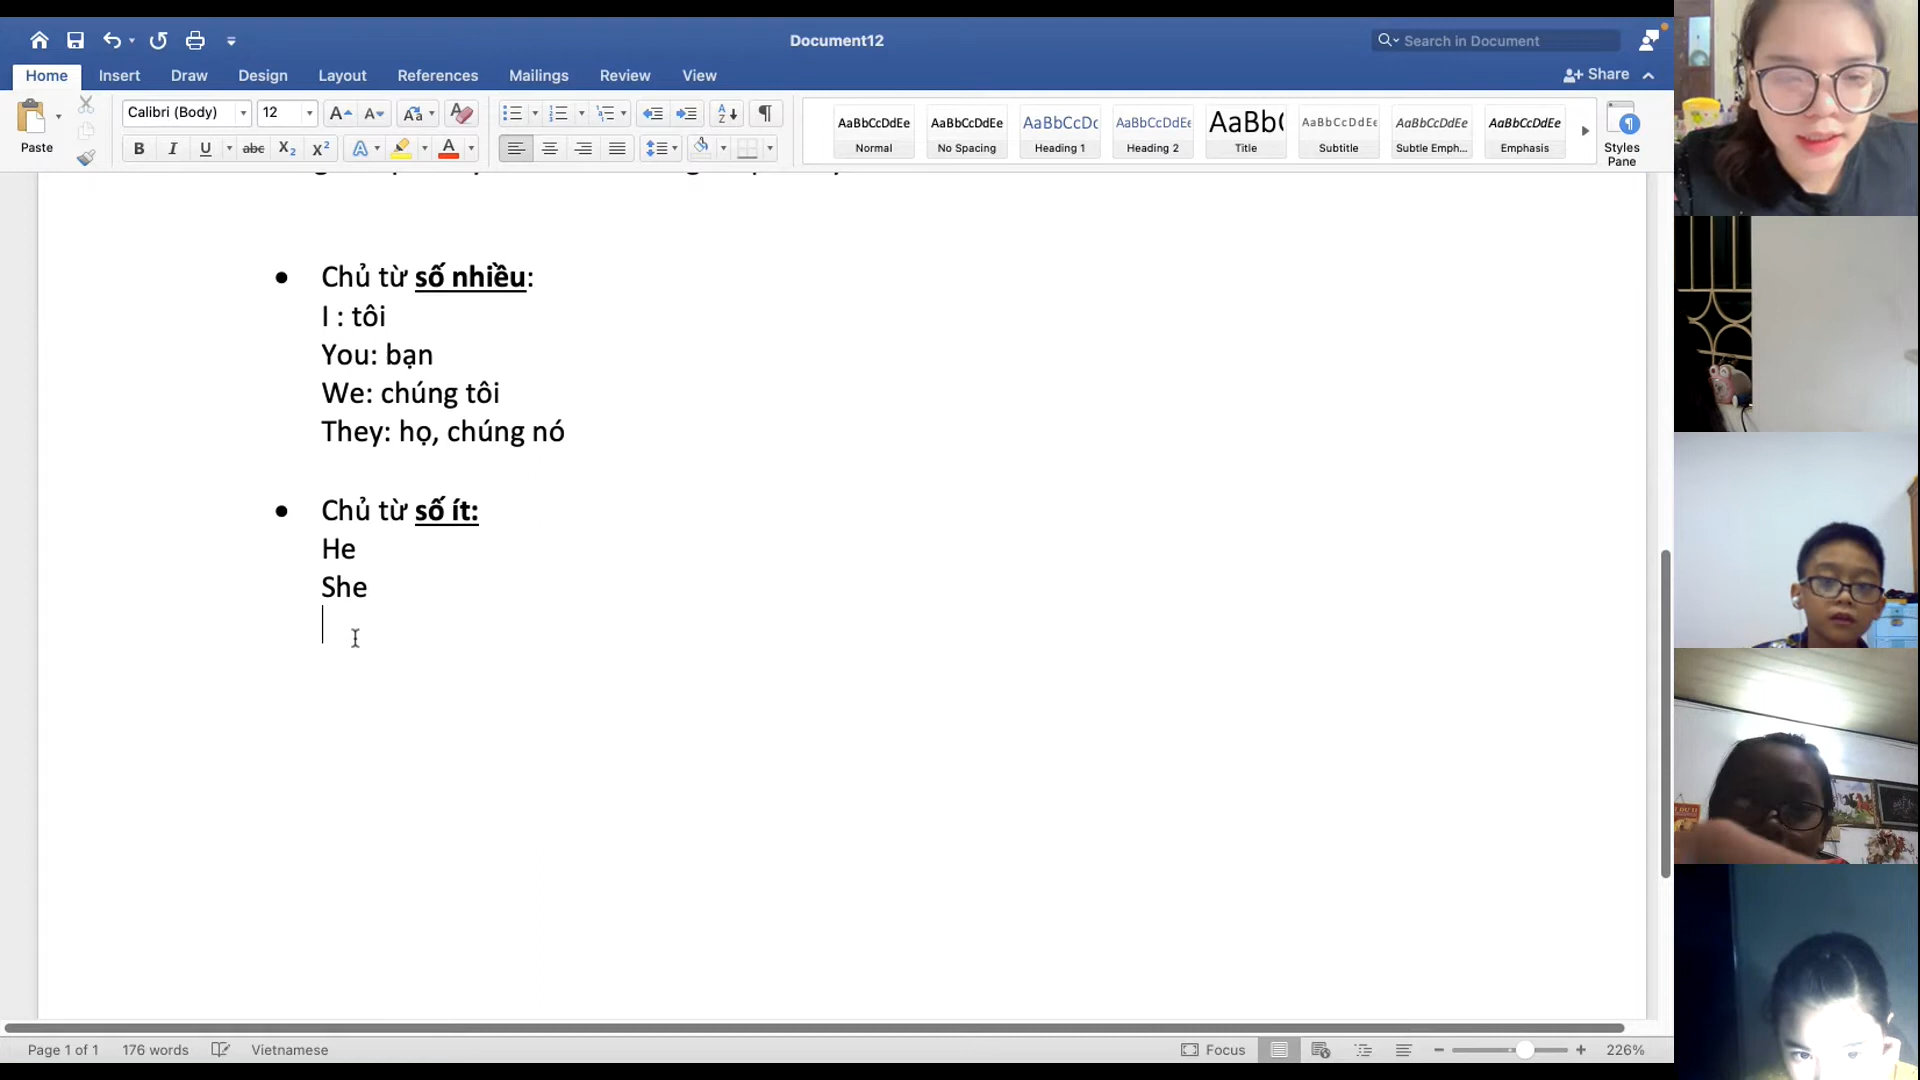 Document12
Search in Document
Home Insert Draw Design Layout References Mailings Review View
Share
Paste
Calibri (Body) 12
AaBbCcDdEe AaBbCcDdEe AaBbCcDc AaBbCcDdEe AaBb( AaBbCcDdEe AaBbCcDdEe AaBbCcDdEe
Normal No Spacing Heading 1 Heading 2 Title Subtitle Subtle Emph... Emphasis
Styles
Pane
• Chủ từ số nhiều:
I : tôi
You: bạn
We: chúng tôi
They: họ, chúng nó
• Chủ từ số ít:
He
She
Page 1 of 1 176 words Vietnamese
Focus
226%